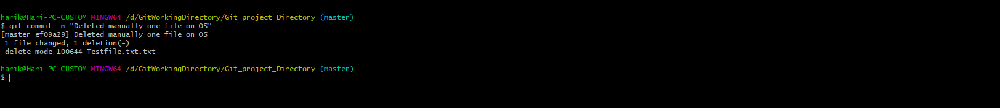 harik@Hari-PC-CUSTOM MINGW64 /d/GitWorkingDirectory/Git_project_Directory (master)
$ git commit -m "Deleted manually one file on OS"
[master ef09a29] Deleted manually one file on OS
 1 file changed, 1 deletion(-)
 delete mode 100644 Testfile.txt.txt
harik@Hari-PC-CUSTOM MINGW64 /d/GitWorkingDirectory/Git_project_Directory (master)
$